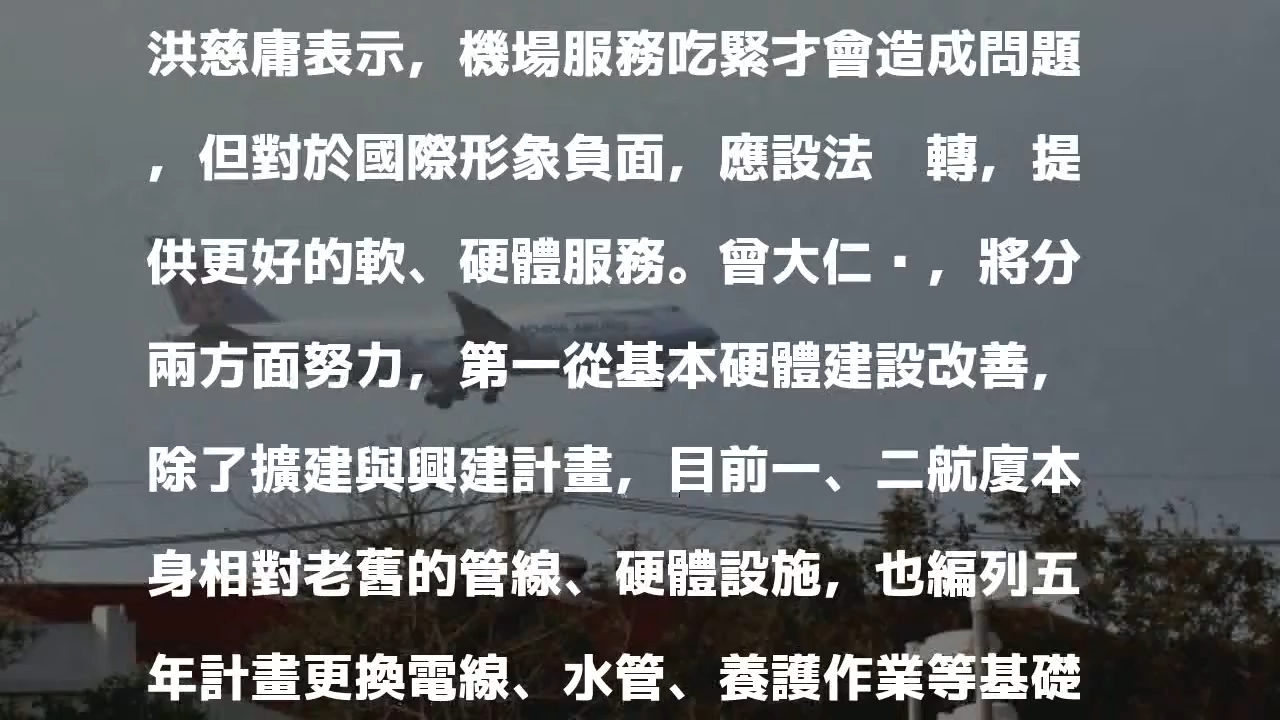 洪慈庸表示，機場服務吃緊才會造成問題
，但對於國際形象負面，應設法　轉，提
供更好的軟、硬體服務。曾大仁·，將分
兩方面努力，第一從基本硬體建設改善，
除了擴建與興建計畫，目前一、二航廈本
身相對老舊的管線、硬體設施，也編列五
年計畫更換電線、水管、養護作業等基礎
CHINA AIRLINES